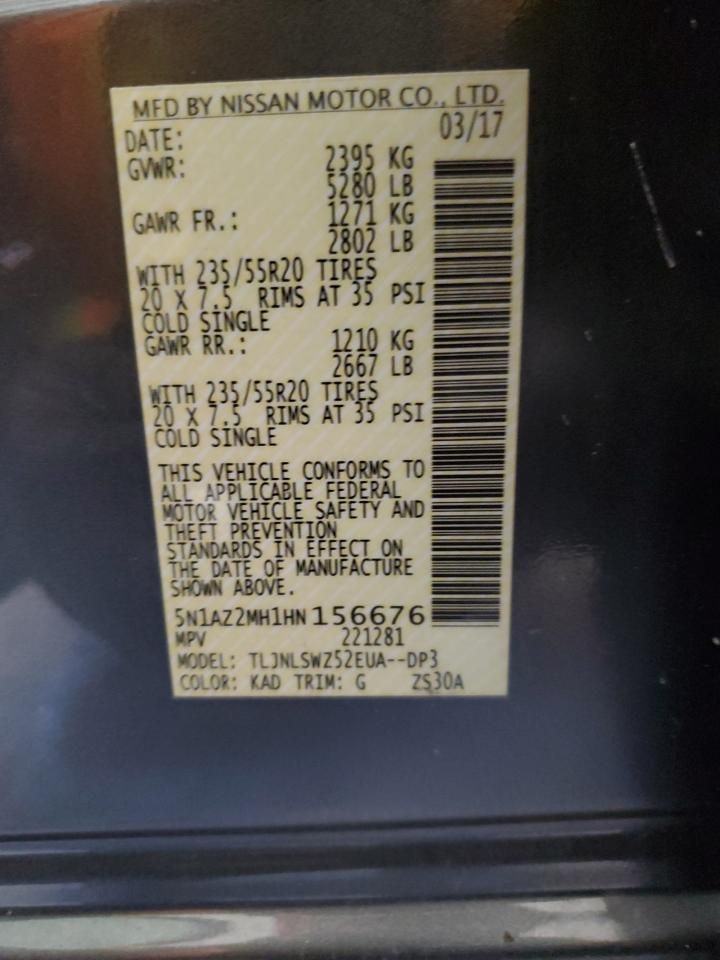 MFD BY NISSAN MOTOR CO., LTD.
DATE: 03/17
GVWR: 2395 KG
5280 LB
GAWR FR.: 1271 KG
2802 LB
WITH 235/55R20 TIRES
20 X 7.5 RIMS AT 35 PSI
COLD SINGLE
GAWR RR.: 1210 KG
2667 LB
WITH 235/55R20 TIRES
20 X 7.5 RIMS AT 35 PSI
COLD SINGLE
THIS VEHICLE CONFORMS TO
ALL APPLICABLE FEDERAL
MOTOR VEHICLE SAFETY AND
THEFT PREVENTION
STANDARDS IN EFFECT ON
THE DATE OF MANUFACTURE
SHOWN ABOVE.
5N1AZ2MH1HN156676
MPV 221281
MODEL: TLJNLSWZ52EUA--DP3
COLOR: KAD TRIM: G ZS30A